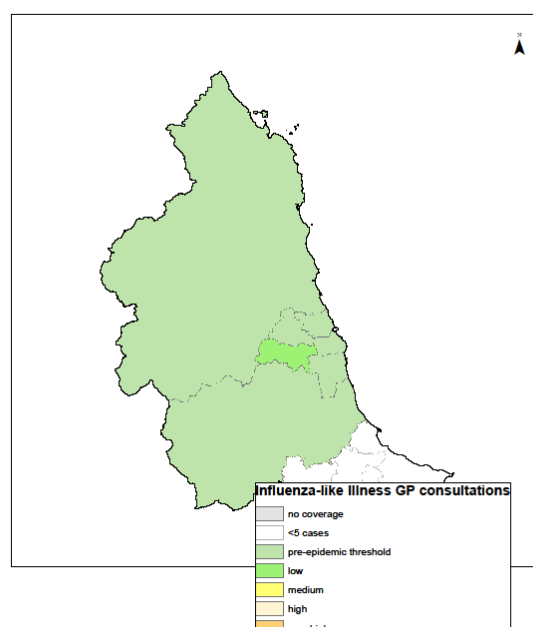 N
Influenza-like Illness GP consultations
no coverage
<5 cases
pre-epidemic threshold
low
medium
high